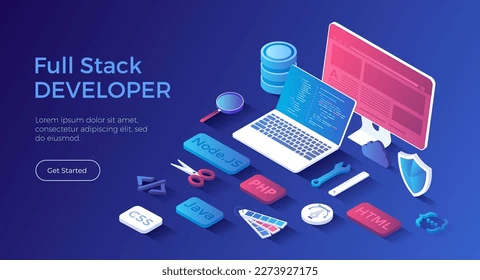 Full Stack
DEVELOPER
Lorem ipsum dolor sit amet,
consectetur adipiscing elit, sed
do eiusmod.
Get Started
NodeJS
PHP
CSS
Java
HTML
A
shutterstock.com · 2273927175